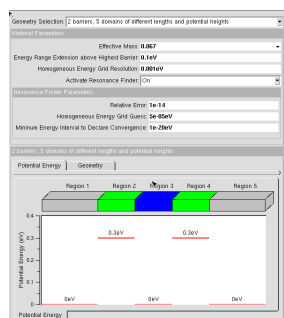 Geometry Selection: 2 barriers, 5 domains of different lengths and potential heights
Material Parameters
Effective Mass: 0.067
Energy Range Extension above Highest Barrier: 0.1eV
Homogeneous Energy Grid Resolution: 0.001eV
Activate Resonance Finder: On
Resonance Finder Parameters
Relative Error: 1e-14
Homogeneous Energy Grid Guess: 5e-05eV
Minimum Energy Interval to Declare Convergence: 1e-20eV
2 barriers, 5 domains of different lengths and potential heights
Potential Energy Geometry
Region 1 Region 2 Region 3 Region 4 Region 5
0.4
0.3eV 0.3eV
0.3
0.2
0.1
0eV 0eV 0eV
0
Potential Energy (eV)
Potential Energy